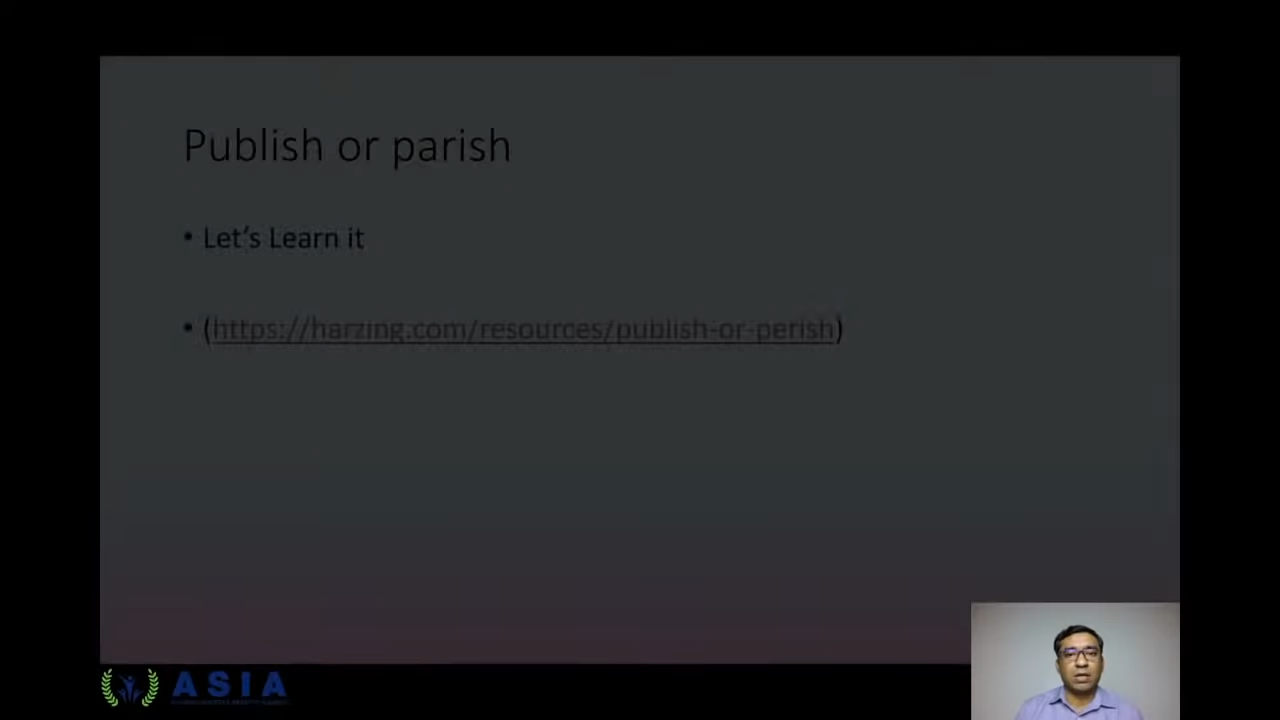 Publish or parish
• Let's Learn it
• (https://harzing.com/resources/publish-or-perish)
ASIA